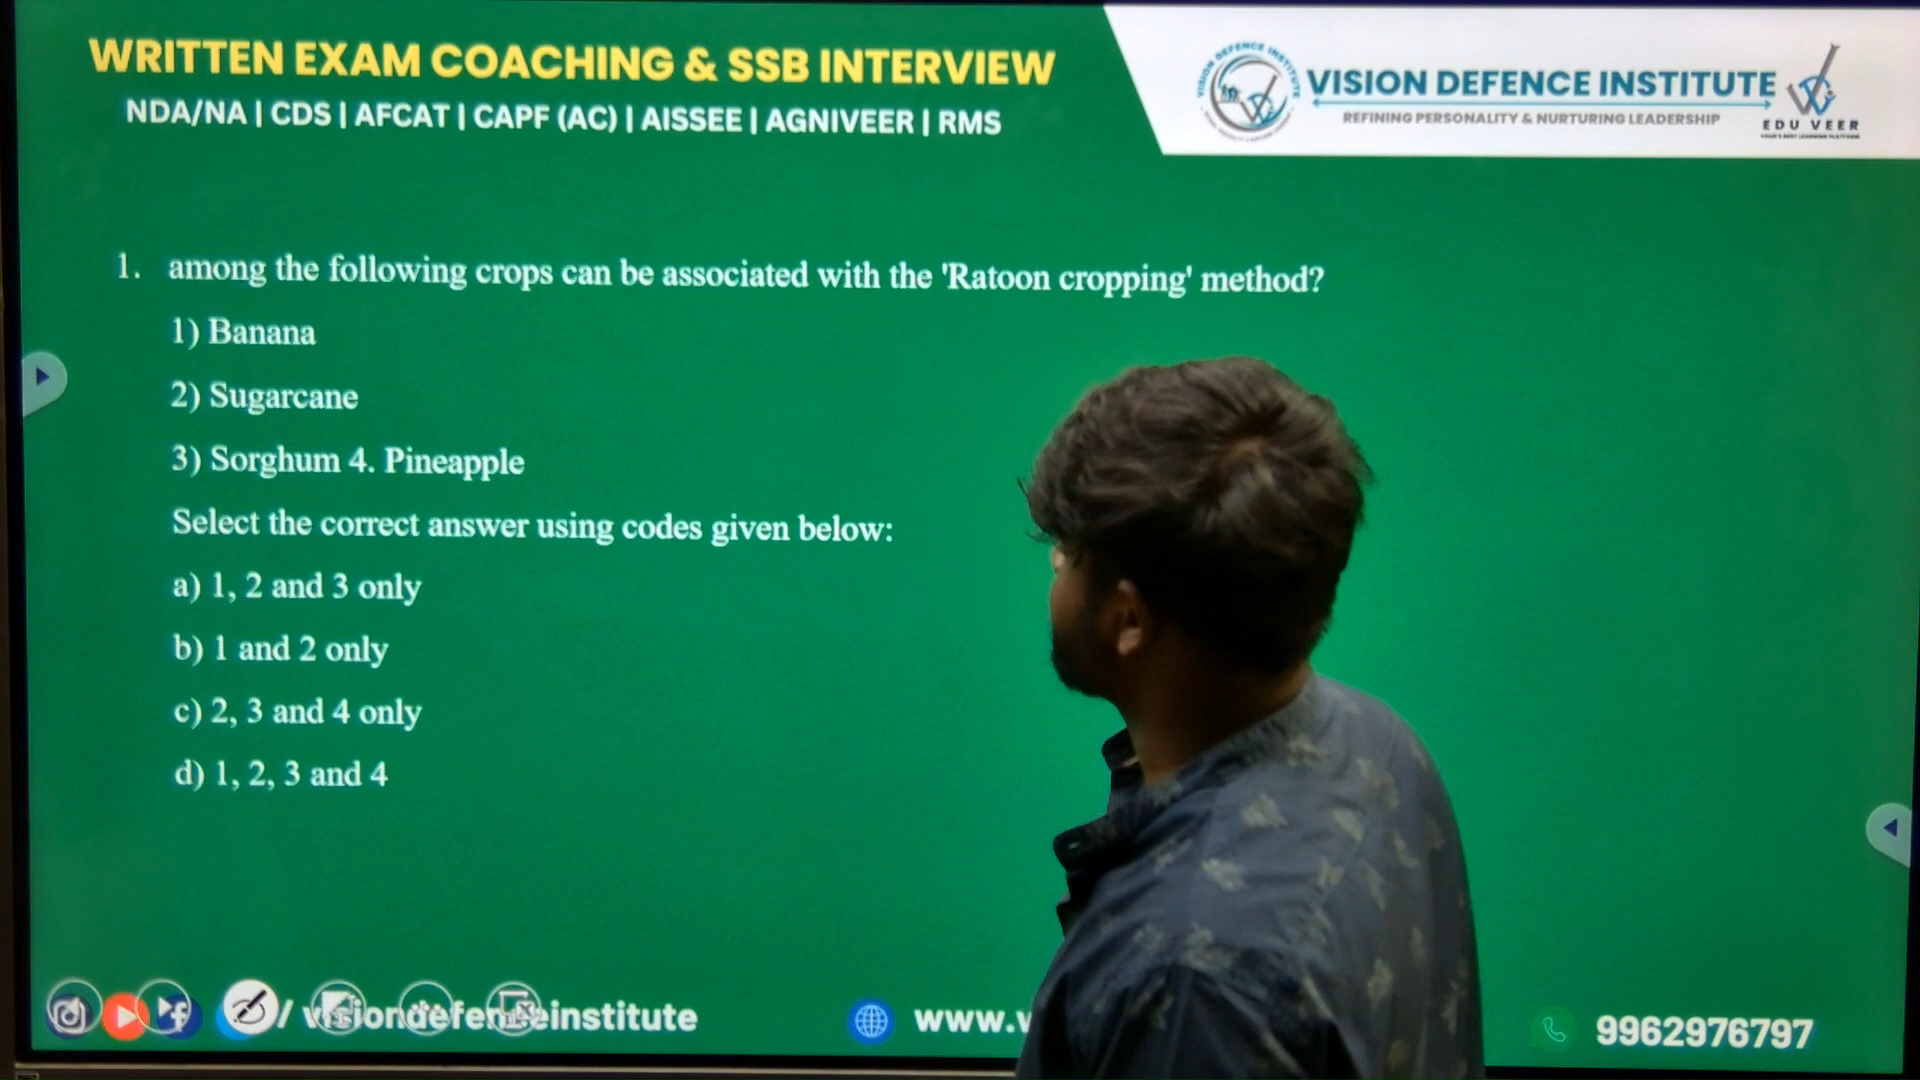 WRITTEN EXAM COACHING & SSB INTERVIEW
NDA/NA | CDS | AFCAT | CAPF (AC) | AISSEE | AGNIVEER | RMS
VISION DEFENCE INSTITUTE
REFINING PERSONALITY & NURTURING LEADERSHIP
EDU VEER
1. among the following crops can be associated with the 'Ratoon cropping' method?
1) Banana
2) Sugarcane
3) Sorghum 4. Pineapple
Select the correct answer using codes given below:
a) 1, 2 and 3 only
b) 1 and 2 only
c) 2, 3 and 4 only
d) 1, 2, 3 and 4
/ visiondefenceinstitute
www.v
9962976797